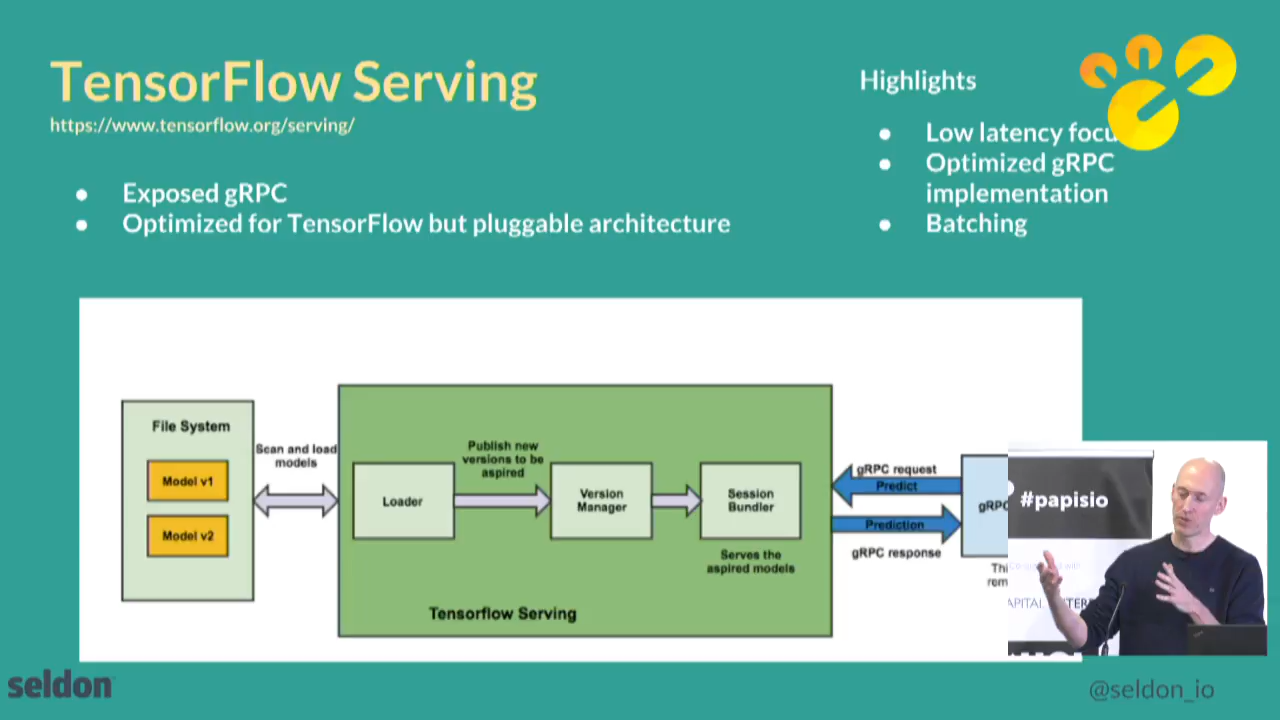 TensorFlow Serving
https://www.tensorflow.org/serving/
Exposed gRPC
Optimized for TensorFlow but pluggable architecture
Highlights
Low latency focu
Optimized gRPC
implementation
Batching
File System
Model v1
Model v2
Scan and load
models
Loader
Publish new
versions to be
aspired
Version
Manager
Session
Bundler
Serves the
aspired models
Tensorflow Serving
gRPC request
Predict
Prediction
gRPC response
gRPC
Thi
rem
#papisio
APITAL
seldon
@seldon_io